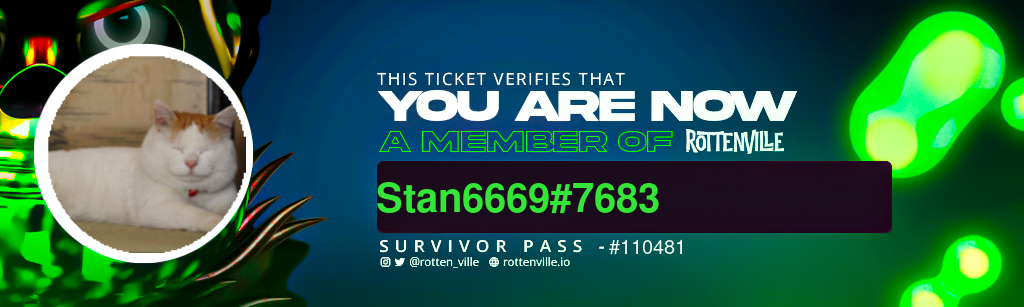 THIS TICKET VERIFIES THAT
YOU ARE NOW
A MEMBER OF ROTTENVILLE
Stan6669#7683
SURVIVOR PASS - #110481
@rotten_ville rottenville.io